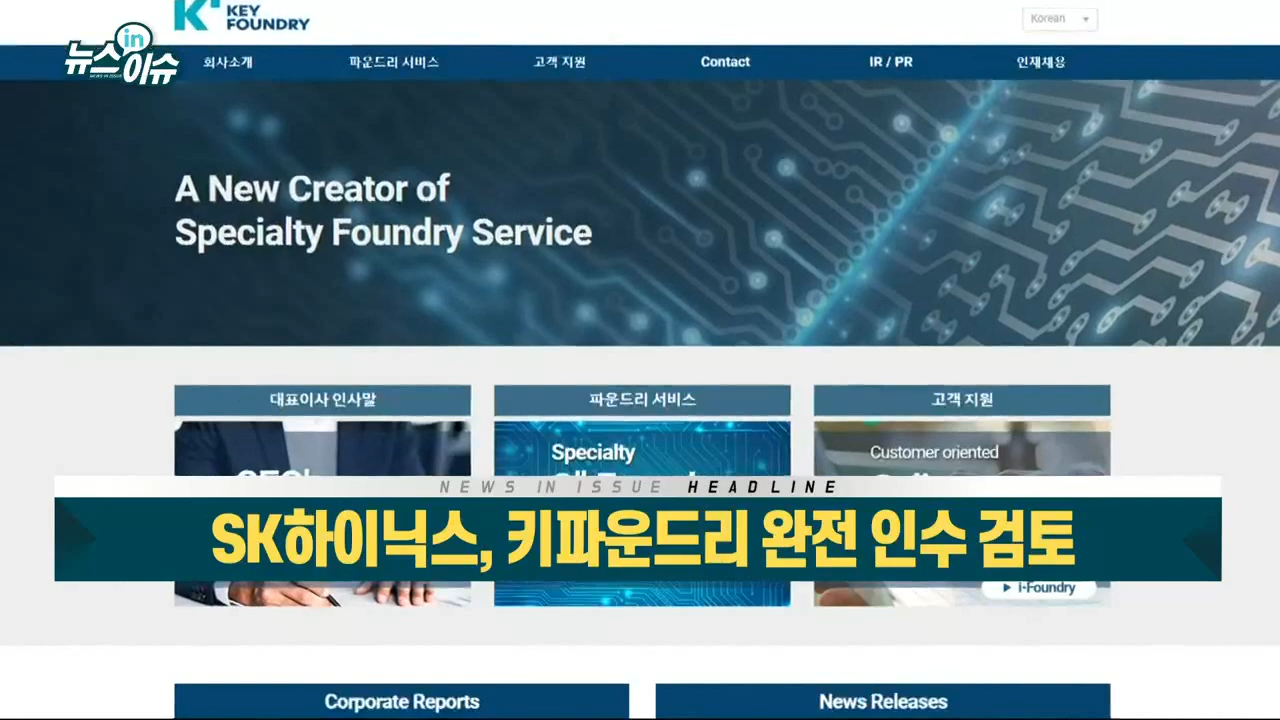 KEY
FOUNDRY
Korean
뉴스in이슈
NEWS IN ISSUE
회사소개
파운드리 서비스
고객 지원
Contact
IR / PR
인재채용
A New Creator of
Specialty Foundry Service
대표이사 인사말
파운드리 서비스
고객 지원
Specialty
Customer oriented
NEWS IN ISSUE HEADLINE
SK하이닉스, 키파운드리 완전 인수 검토
i-Foundry
Corporate Reports
News Releases